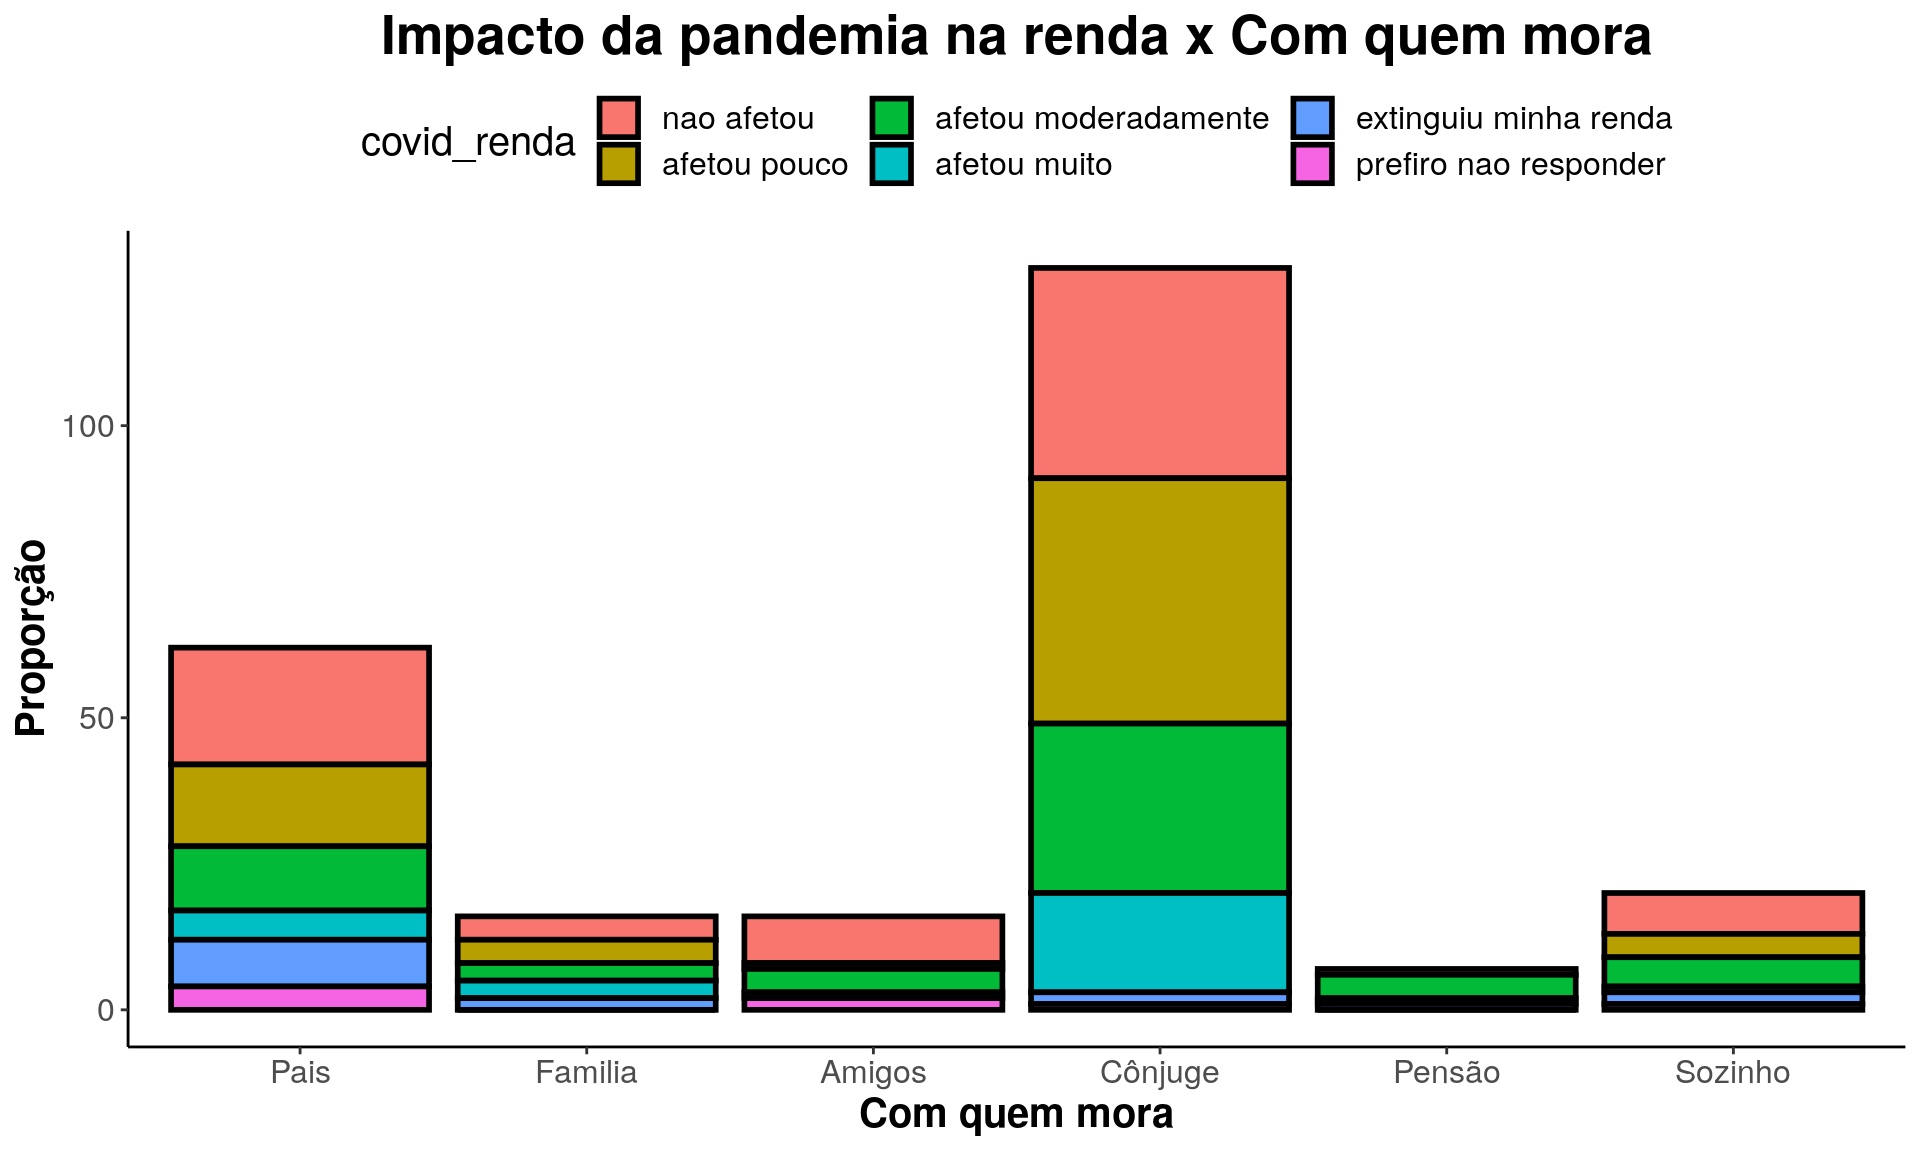 Impacto da pandemia na renda x Com quem mora
covid_renda
nao afetou
afetou moderadamente
extinguiu minha renda
afetou pouco
afetou muito
prefiro nao responder
Proporção
100
50
0
Pais
Familia
Amigos
Cônjuge
Pensão
Sozinho
Com quem mora